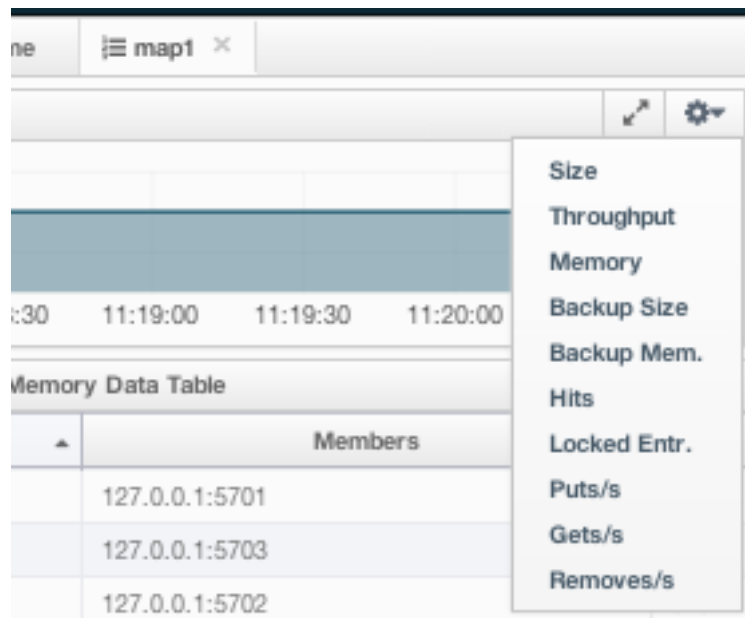 me
map1
Size
Throughput
Memory
Backup Size
Backup Mem.
Hits
Locked Entr.
Puts/s
Gets/s
Removes/s
:30 11:19:00 11:19:30 11:20:00
Memory Data Table
Members
127.0.0.1:5701
127.0.0.1:5703
127.0.0.1:5702